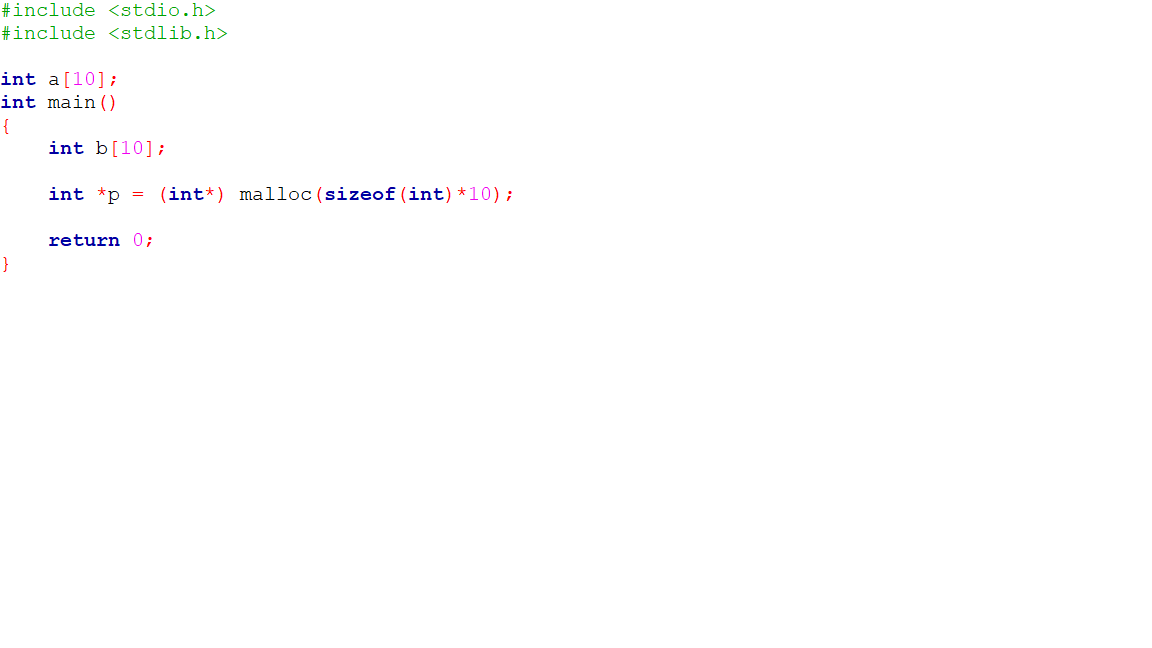 #include <stdio.h>
#include <stdlib.h>

int a[10];
int main()
{
    int b[10];

    int *p = (int*) malloc(sizeof(int)*10);

    return 0;
}